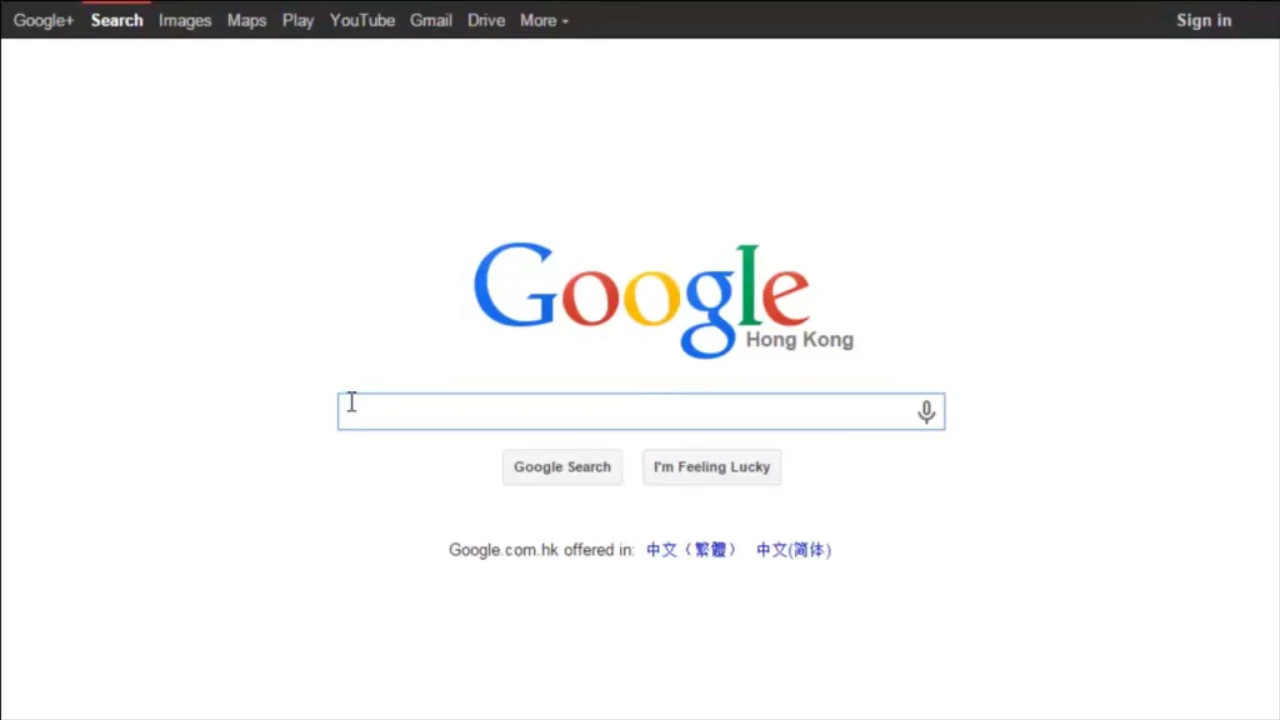 Google+ Search Images Maps Play YouTube Gmail Drive More Sign in
Google
Hong Kong
Google Search I'm Feeling Lucky
Google.com.hk offered in: 中文（繁體） 中文(简体)